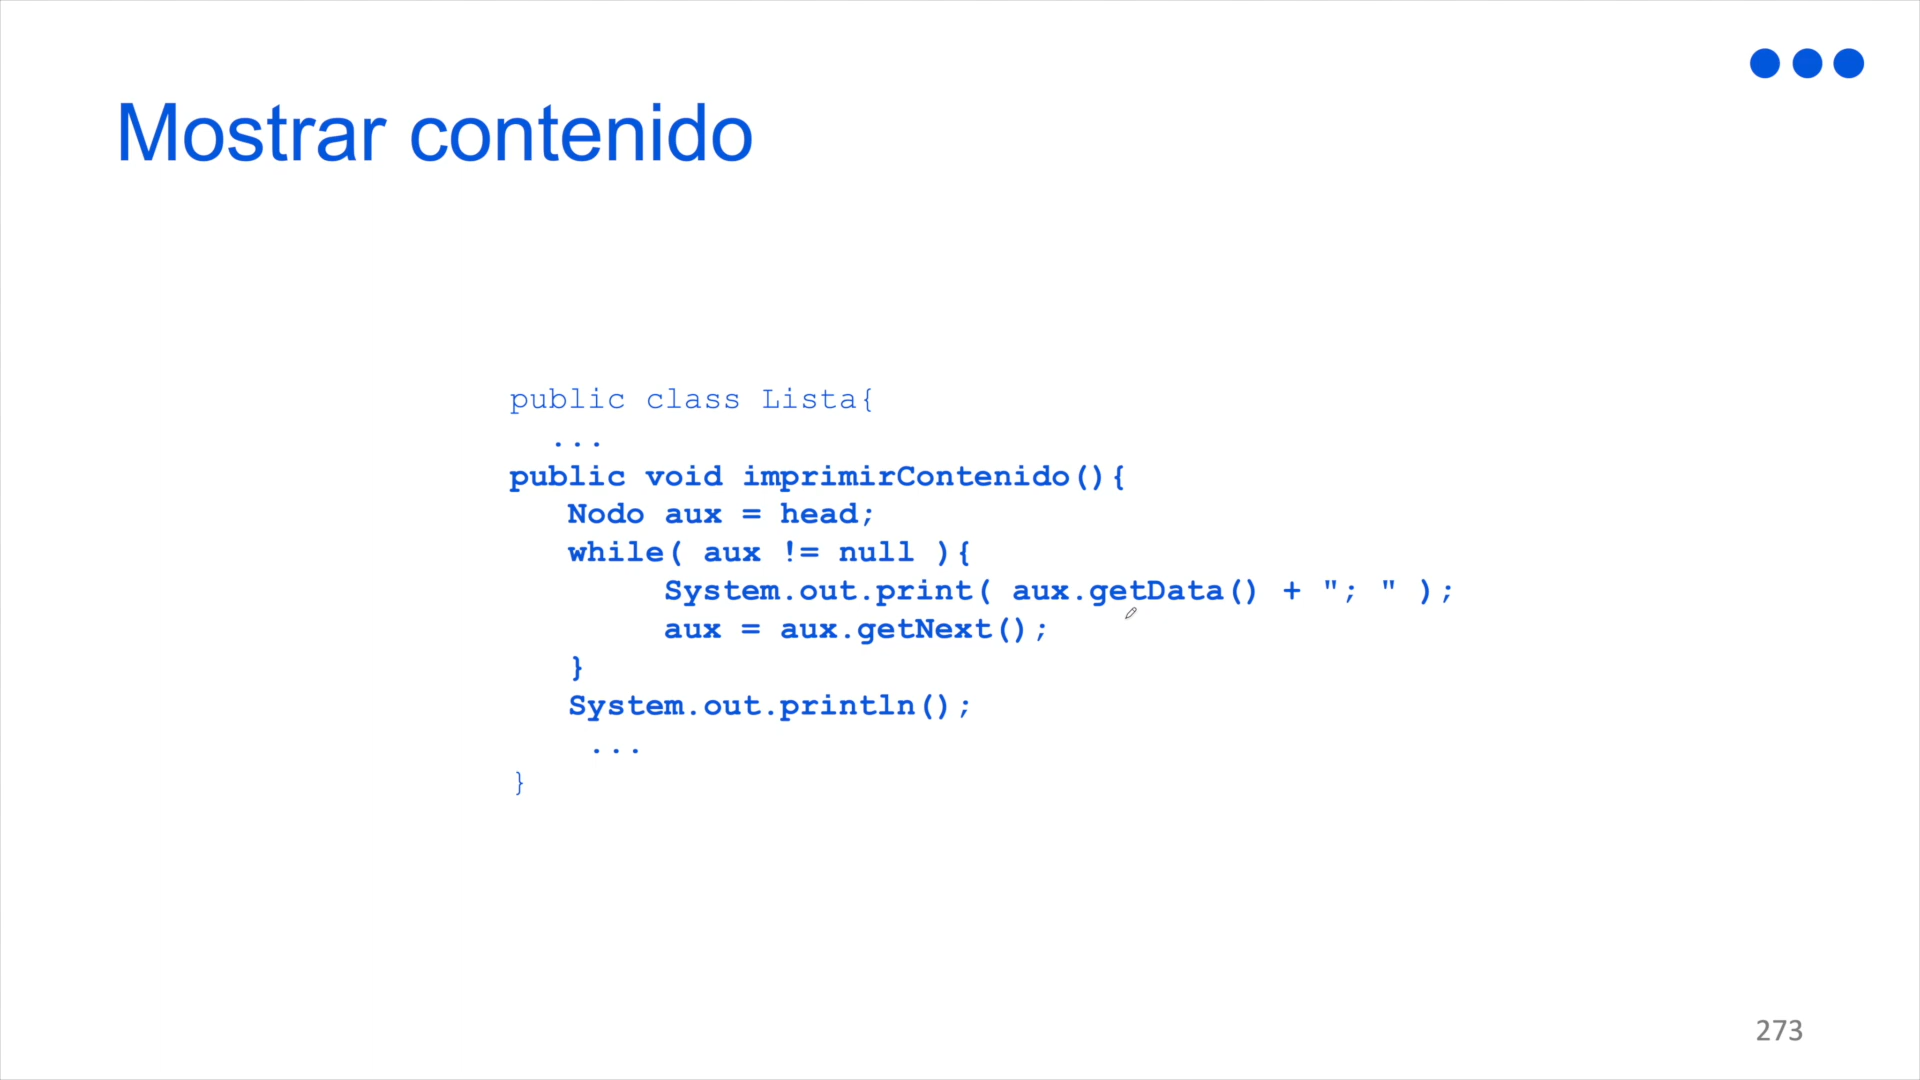 Mostrar contenido
public class Lista{
...
public void imprimirContenido(){
Nodo aux = head;
while( aux != null ){
System.out.print( aux.getData() + "; " );
aux = aux.getNext();
}
System.out.println();
...
}
273